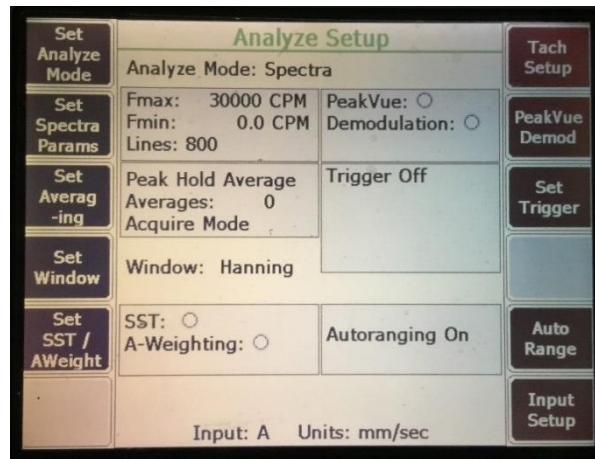 Analyze Setup
Set
Analyze
Mode
Analyze Mode: Spectra
Tach
Setup
Set
Spectra
Params
Fmax: 30000 CPM
Fmin: 0.0 CPM
Lines: 800
PeakVue:
Demodulation:
PeakVue
Demod
Set
Averag
-ing
Peak Hold Average
Averages: 0
Acquire Mode
Trigger Off
Set
Trigger
Set
Window
Window: Hanning
Set
SST /
AWeight
SST:
A-Weighting:
Autoranging On
Auto
Range
Input: A Units: mm/sec
Input
Setup